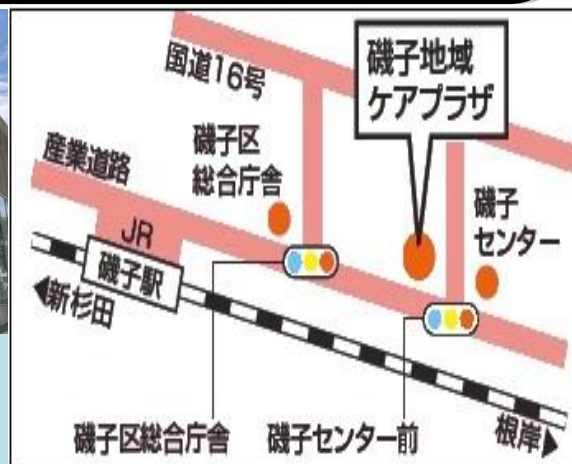 国道16号
磯子地域
ケアプラザ
産業道路
磯子区
総合庁舎
磯子
センター
JR
磯子駅
新杉田
磯子区総合庁舎
磯子センター前
根岸